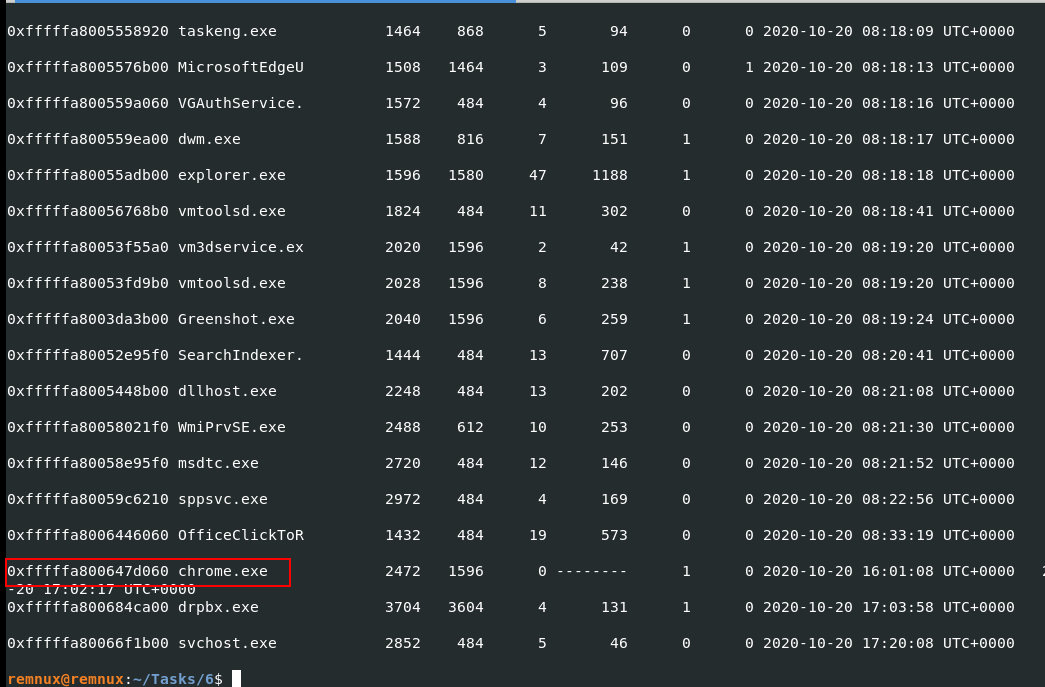 0xfffffa8005558920 taskeng.exe 1464 868 5 94 0 0 2020-10-20 08:18:09 UTC+0000
0xfffffa8005576b00 MicrosoftEdgeU 1508 1464 3 109 0 1 2020-10-20 08:18:13 UTC+0000
0xfffffa800559a060 VGAuthService. 1572 484 4 96 0 0 2020-10-20 08:18:16 UTC+0000
0xfffffa800559ea00 dwm.exe 1588 816 7 151 1 0 2020-10-20 08:18:17 UTC+0000
0xfffffa80055adb00 explorer.exe 1596 1580 47 1188 1 0 2020-10-20 08:18:18 UTC+0000
0xfffffa80056768b0 vmtoolsd.exe 1824 484 11 302 0 0 2020-10-20 08:18:41 UTC+0000
0xfffffa80053f55a0 vm3dservice.ex 2020 1596 2 42 1 0 2020-10-20 08:19:20 UTC+0000
0xfffffa80053fd9b0 vmtoolsd.exe 2028 1596 8 238 1 0 2020-10-20 08:19:20 UTC+0000
0xfffffa8003da3b00 Greenshot.exe 2040 1596 6 259 1 0 2020-10-20 08:19:24 UTC+0000
0xfffffa80052e95f0 SearchIndexer. 1444 484 13 707 0 0 2020-10-20 08:20:41 UTC+0000
0xfffffa8005448b00 dllhost.exe 2248 484 13 202 0 0 2020-10-20 08:21:08 UTC+0000
0xfffffa80058021f0 WmiPrvSE.exe 2488 612 10 253 0 0 2020-10-20 08:21:30 UTC+0000
0xfffffa80058e95f0 msdtc.exe 2720 484 12 146 0 0 2020-10-20 08:21:52 UTC+0000
0xfffffa80059c6210 sppsvc.exe 2972 484 4 169 0 0 2020-10-20 08:22:56 UTC+0000
0xfffffa8006446060 OfficeClickToR 1432 484 19 573 0 0 2020-10-20 08:33:19 UTC+0000
0xfffffa800647d060 chrome.exe 2472 1596 0 -------- 1 0 2020-10-20 16:01:08 UTC+0000 2
-20 17:02:17 UTC+0000
0xfffffa800684ca00 drpbx.exe 3704 3604 4 131 1 0 2020-10-20 17:03:58 UTC+0000
0xfffffa80066f1b00 svchost.exe 2852 484 5 46 0 0 2020-10-20 17:20:08 UTC+0000
remnux@remnux:~/Tasks/6$